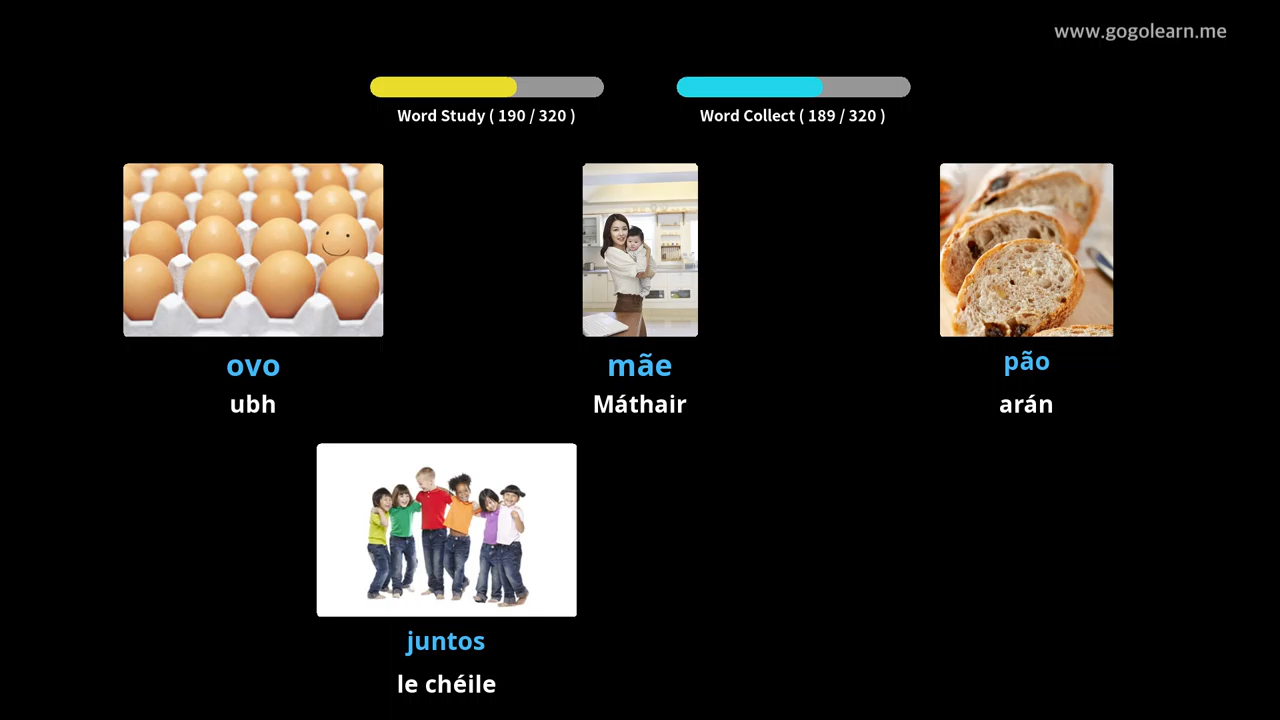 www.gogolearn.me
Word Study ( 190 / 320 )
Word Collect ( 189 / 320 )
ovo
ubh
mãe
Máthair
pão
arán
juntos
le chéile